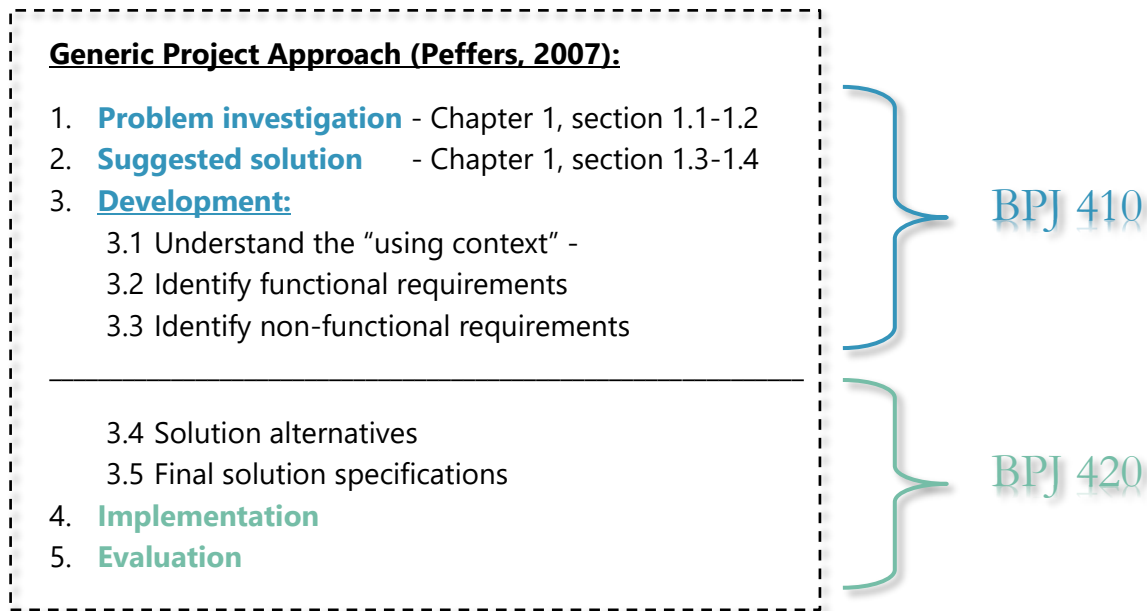 Generic Project Approach (Peffers, 2007):
1. Problem investigation - Chapter 1, section 1.1-1.2
2. Suggested solution - Chapter 1, section 1.3-1.4
3. Development:
3.1 Understand the “using context” -
3.2 Identify functional requirements
3.3 Identify non-functional requirements
BPJ 410
3.4 Solution alternatives
3.5 Final solution specifications
4. Implementation
5. Evaluation
BPJ 420